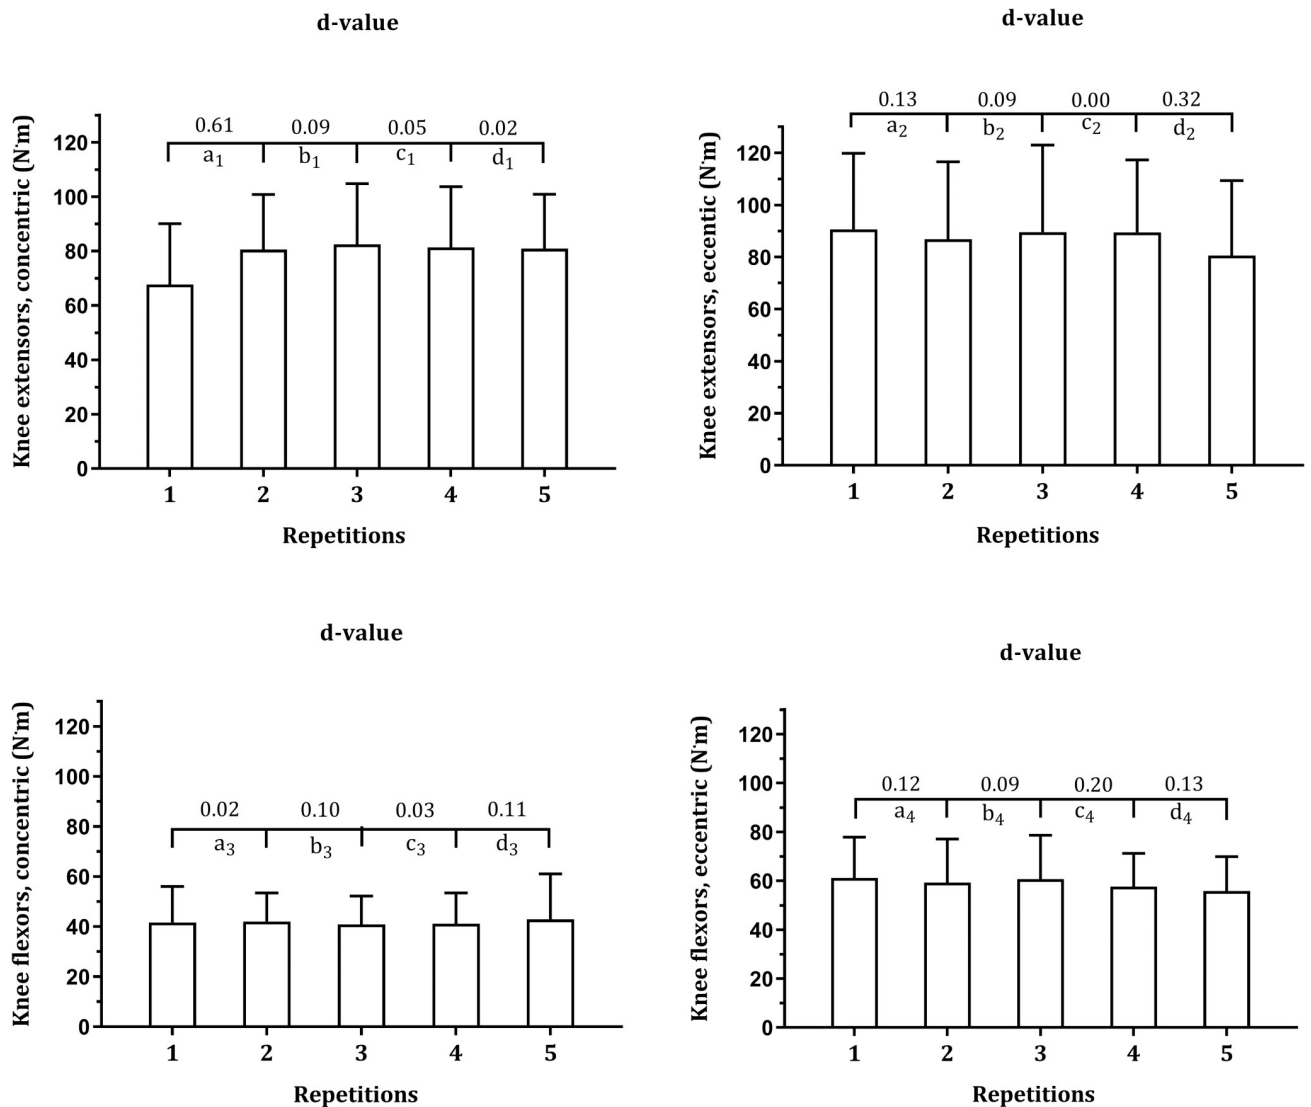 d-value
0.61 0.09 0.05 0.02
a1 b1 c1 d1
Knee extensors, concentric (N·m)
120
100
80
60
40
20
0
1 2 3 4 5
Repetitions
d-value
0.13 0.09 0.00 0.32
a2 b2 c2 d2
Knee extensors, eccentic (N·m)
120
100
80
60
40
20
0
1 2 3 4 5
Repetitions
d-value
0.02 0.10 0.03 0.11
a3 b3 c3 d3
Knee flexors, concentric (N·m)
120
100
80
60
40
20
0
1 2 3 4 5
Repetitions
d-value
0.12 0.09 0.20 0.13
a4 b4 c4 d4
Knee flexors, eccentric (N·m)
120
100
80
60
40
20
0
1 2 3 4 5
Repetitions